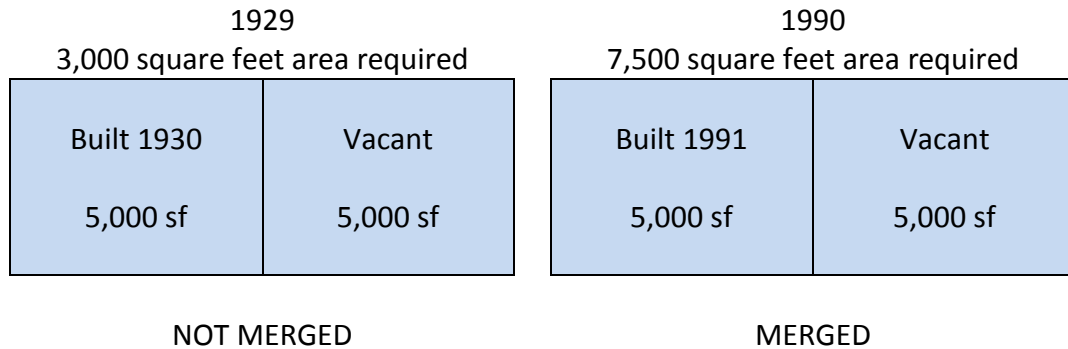 1929
3,000 square feet area required
Built 1930
Vacant
5,000 sf
5,000 sf
NOT MERGED
1990
7,500 square feet area required
Built 1991
Vacant
5,000 sf
5,000 sf
MERGED